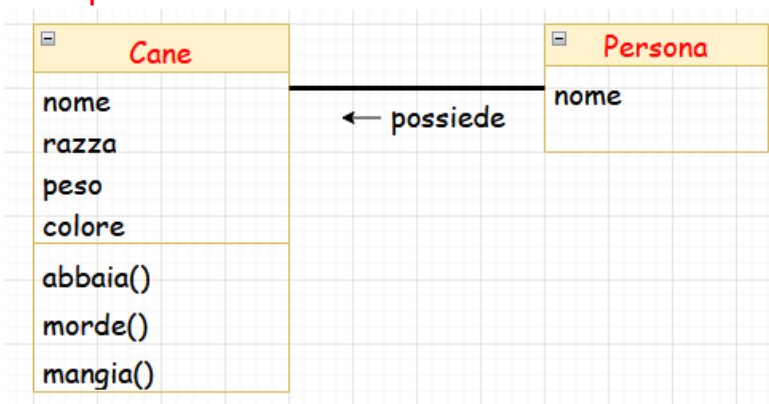 Cane
nome
razza
peso
colore
abbaia()
morde()
mangia()
possiede
Persona
nome